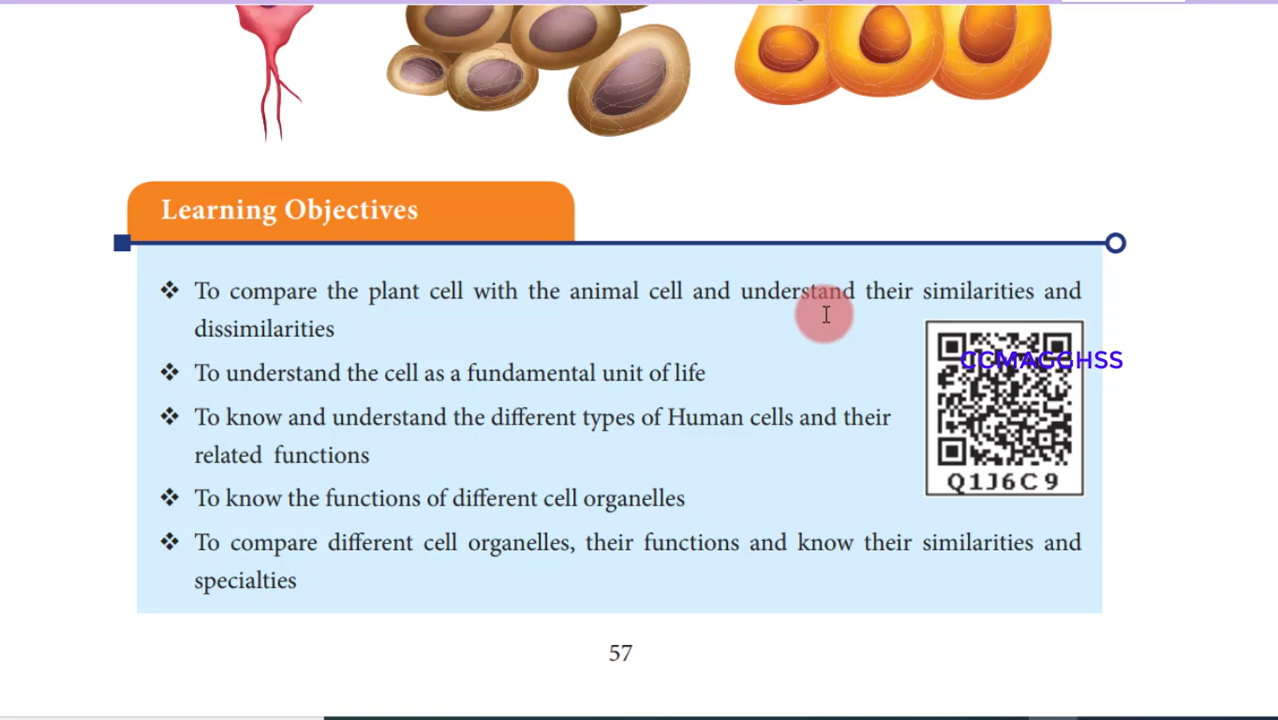 Learning Objectives
❖ To compare the plant cell with the animal cell and understand their similarities and
dissimilarities
❖ To understand the cell as a fundamental unit of life
❖ To know and understand the different types of Human cells and their
related functions
❖ To know the functions of different cell organelles
❖ To compare different cell organelles, their functions and know their similarities and
specialties
CCMAGGHSS
Q1J6C9
57